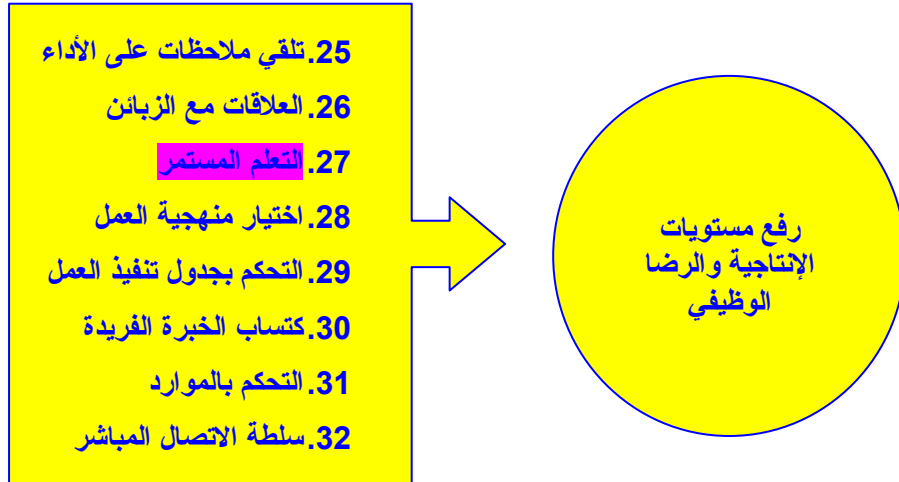 25.تلقي ملاحظات على الأداء
26.العلاقات مع الزبائن
27.التعلم المستمر
28.اختيار منهجية العمل
29.التحكم بجدول تنفيذ العمل
30.كتساب الخبرة الفريدة
31.التحكم بالموارد
32.سلطة الاتصال المباشر
رفع مستويات
الإنتاجية والرضا
الوظيفي